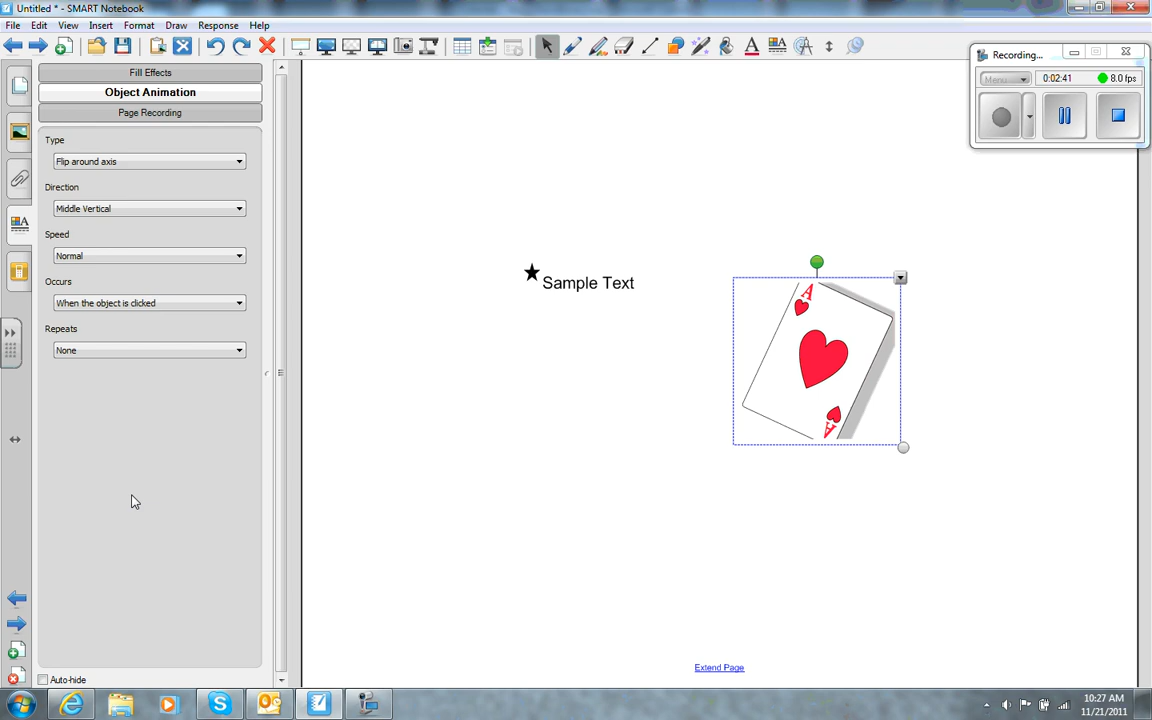 Untitled * - SMART Notebook
File Edit View Insert Format Draw Response Help
Recording...
Menu 0:02:41 8.0 fps
Fill Effects
Object Animation
Page Recording
Type
Flip around axis
Direction
Middle Vertical
Speed
Normal
Occurs
When the object is clicked
Repeats
None
Sample Text
A
A
Extend Page
Auto-hide
10:27 AM
11/21/2011